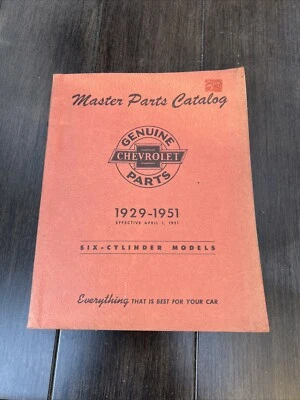 Master Parts Catalog
GENUINE
CHEVROLET
PARTS
1929-1951
EFFECTIVE APRIL 1, 1951
SIX-CYLINDER MODELS
Everything THAT IS BEST FOR YOUR CAR